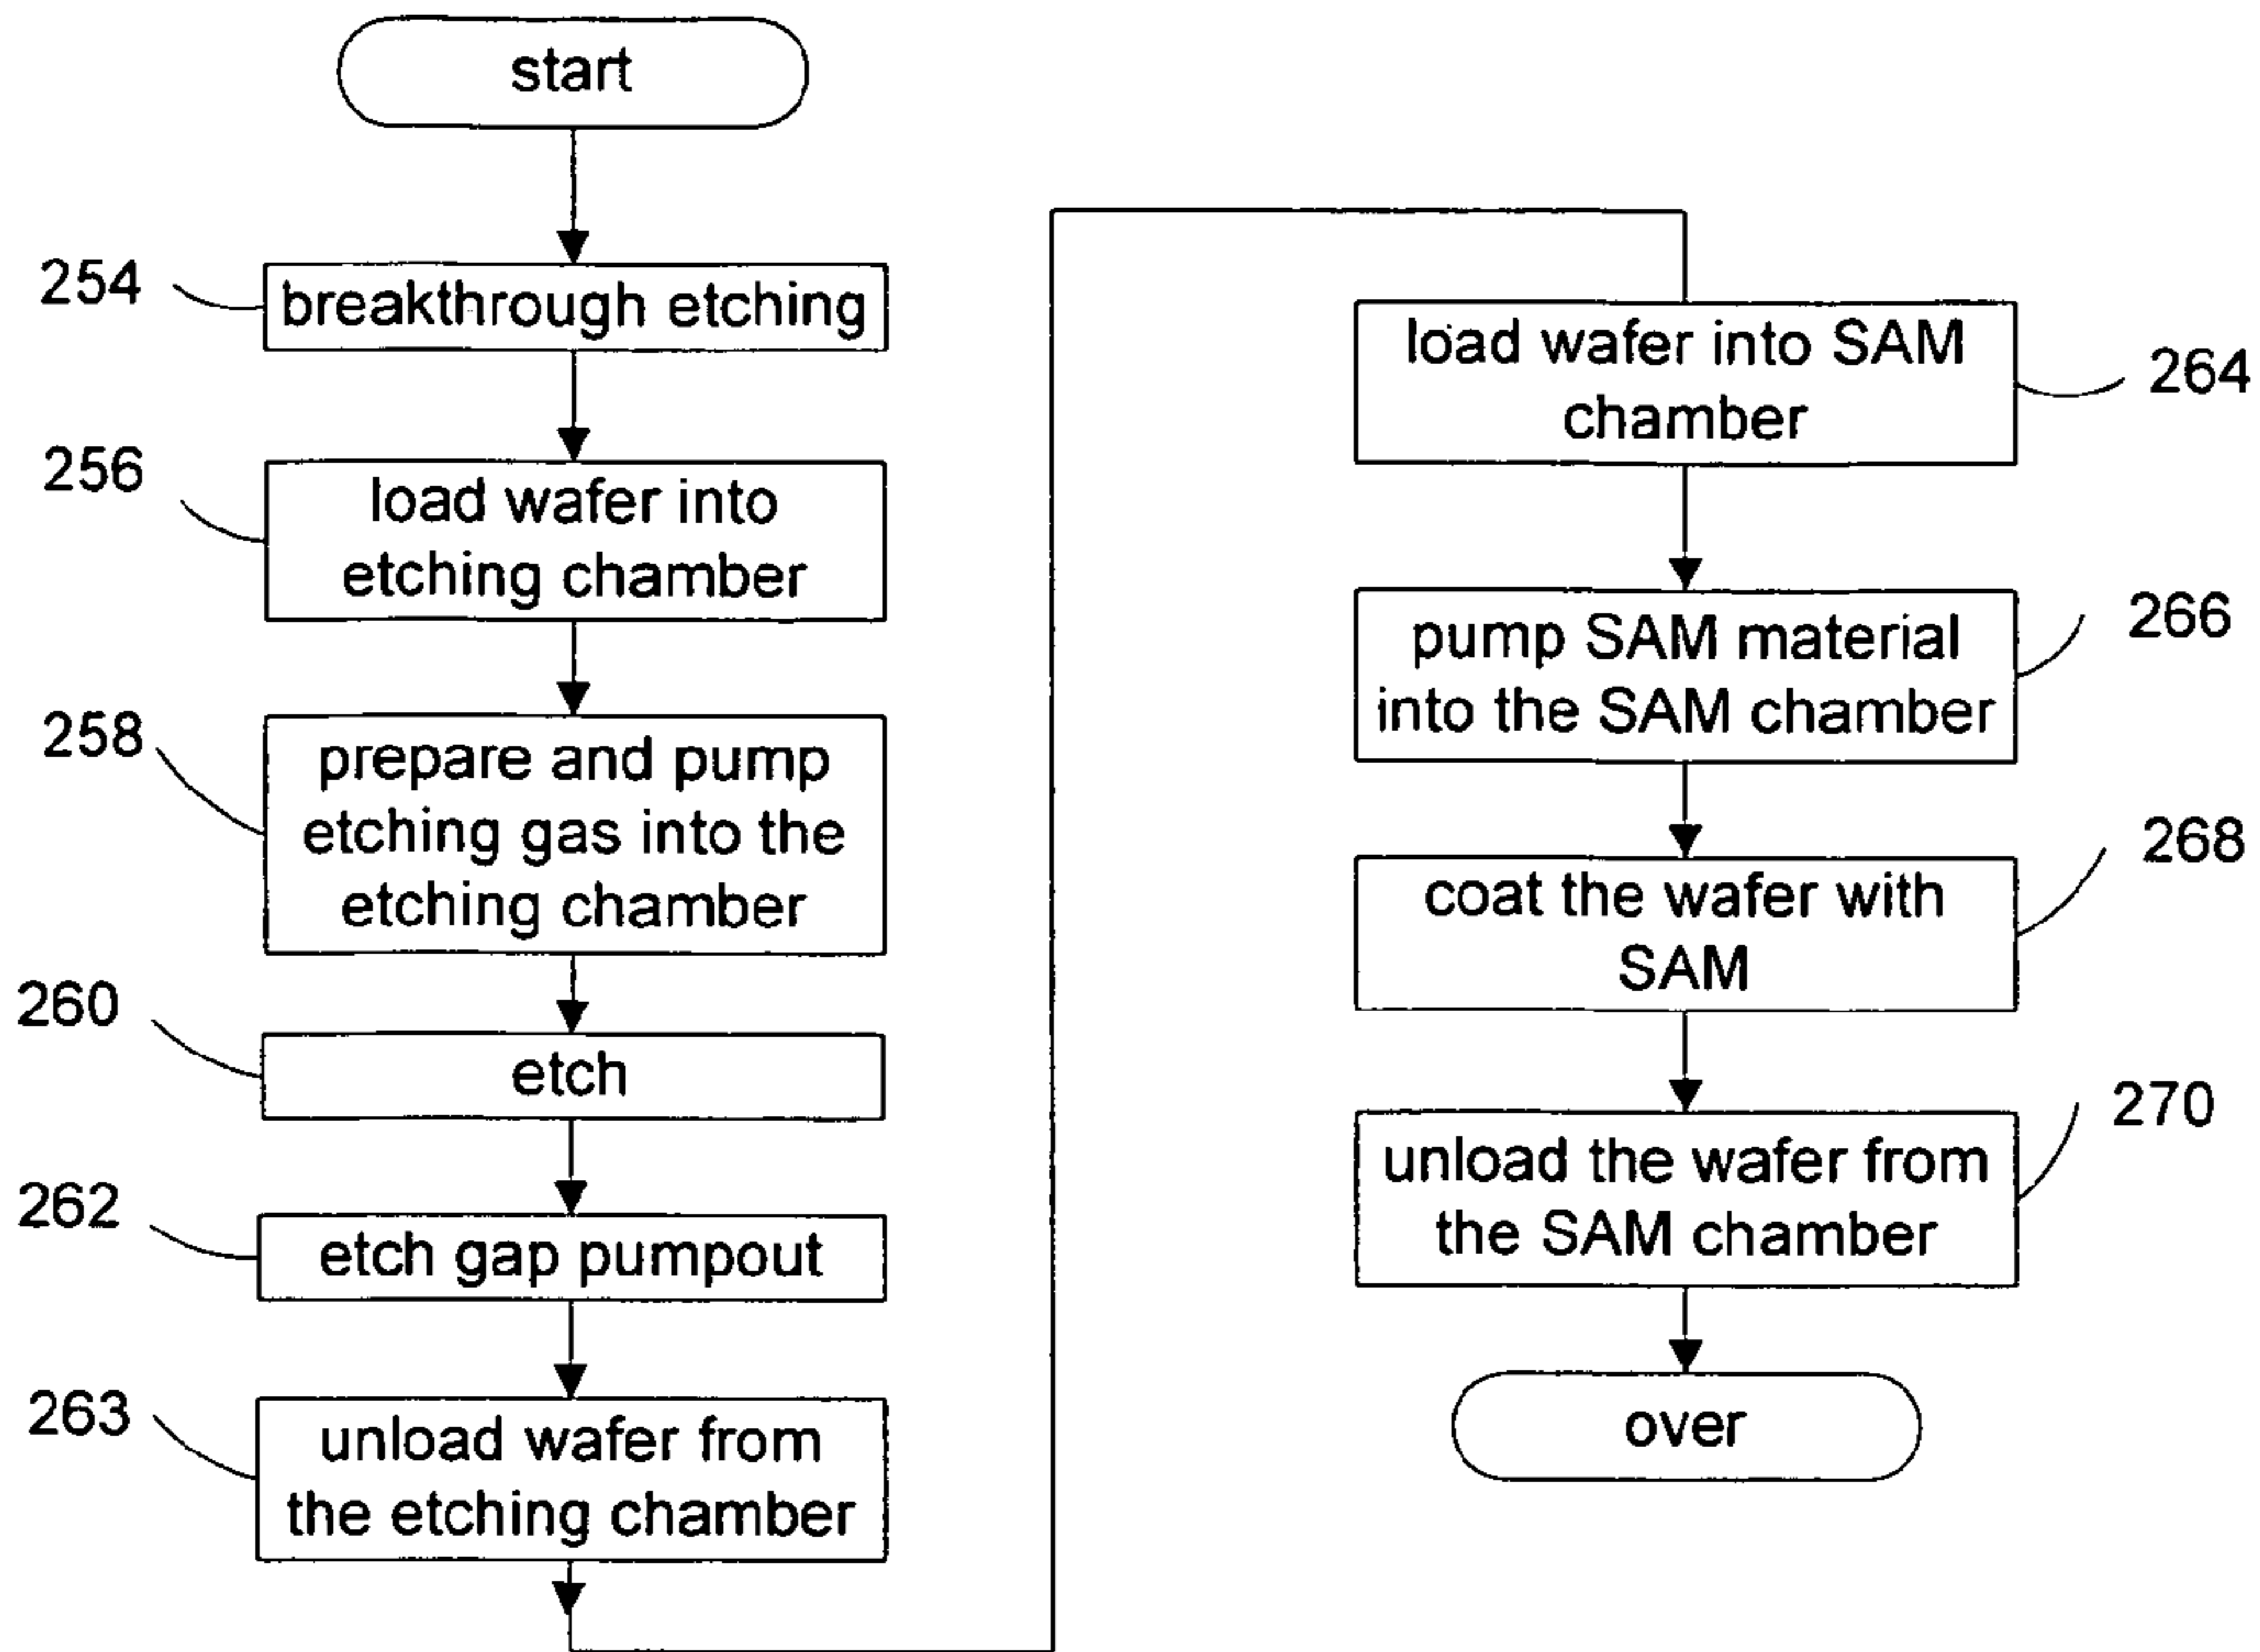 start
254
breakthrough etching
256
load wafer into
etching chamber
258
prepare and pump
etching gas into the
etching chamber
260
etch
262
etch gap pumpout
263
unload wafer from
the etching chamber
load wafer into SAM
chamber
264
pump SAM material
into the SAM chamber
266
coat the wafer with
SAM
268
unload the wafer from
the SAM chamber
270
over